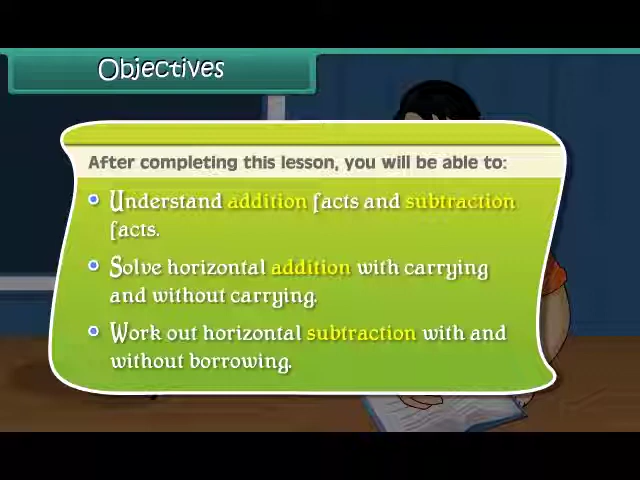 Objectives
After completing this lesson, you will be able to:
Understand addition facts and subtraction
facts.
Solve horizontal addition with carrying
and without carrying.
Work out horizontal subtraction with and
without borrowing.